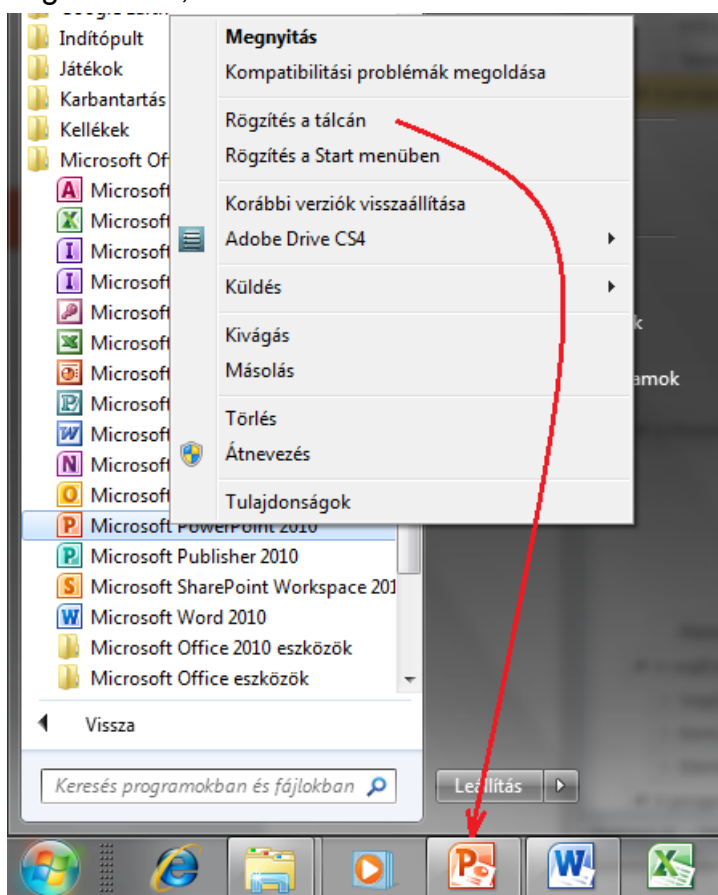 Indítópult
Játékok
Karbantartás
Kellékek
Microsoft Of
Microsoft
Microsoft
Microsoft
Microsoft
Microsoft
Microsoft
Microsoft
Microsoft
Microsoft
Microsoft
Microsoft
Microsoft PowerPoint 2010
Microsoft Publisher 2010
Microsoft SharePoint Workspace 201
Microsoft Word 2010
Microsoft Office 2010 eszközök
Microsoft Office eszközök
Vissza
Keresés programokban és fájlokban
Leállítás
Megnyitás
Kompatibilitási problémák megoldása
Rögzítés a tálcán
Rögzítés a Start menüben
Korábbi verziók visszaállítása
Adobe Drive CS4
Küldés
Kivágás
Másolás
Törlés
Átnevezés
Tulajdonságok
k
amok